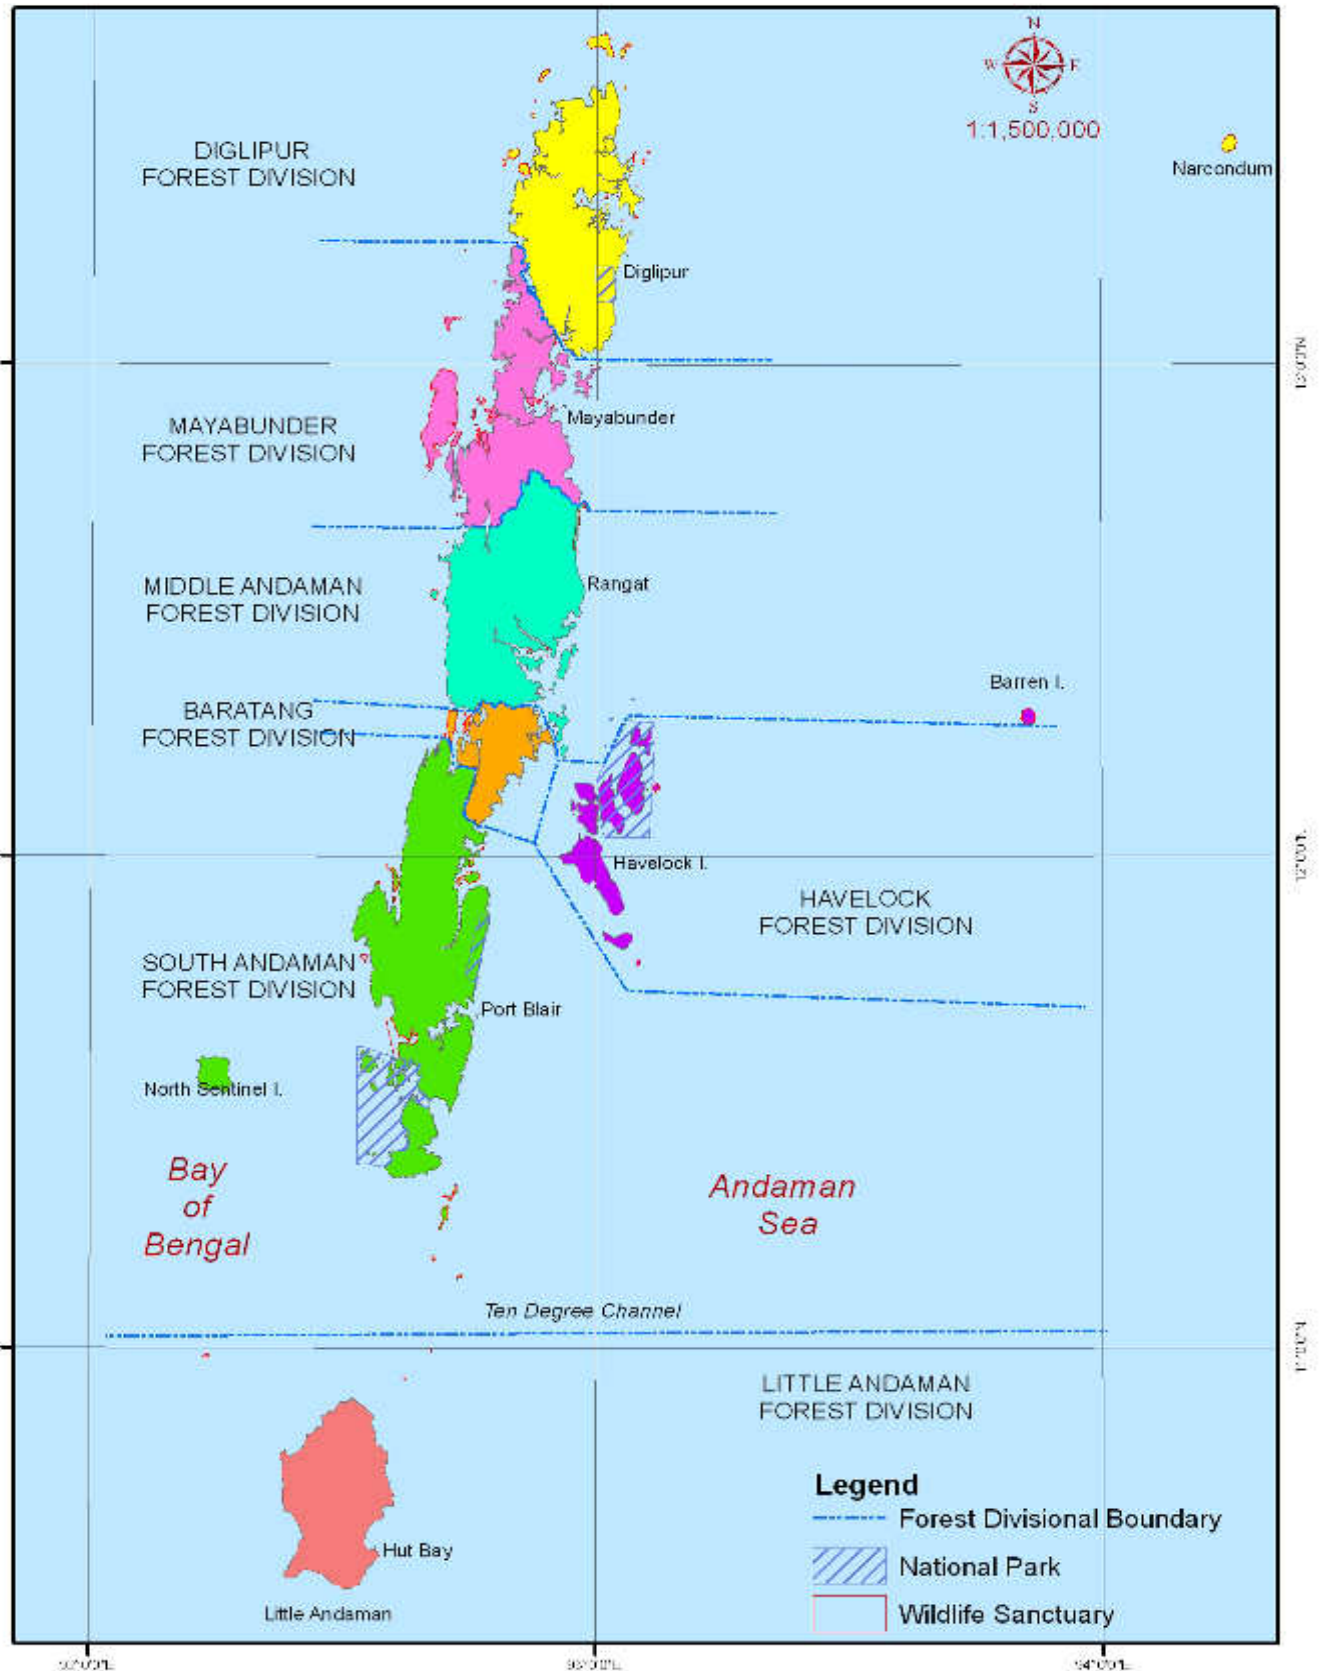 N
W E
S
1:1,500,000
DIGLIPUR
FOREST DIVISION
Narcondum
Diglipur
MAYABUNDER
FOREST DIVISION
Mayabunder
MIDDLE ANDAMAN
FOREST DIVISION
Rangat
Barren I.
BARATANG
FOREST DIVISION
Havelock I.
HAVELOCK
FOREST DIVISION
SOUTH ANDAMAN
FOREST DIVISION
Port Blair
North Sentinel I.
Bay
of
Bengal
Andaman
Sea
Ten Degree Channel
LITTLE ANDAMAN
FOREST DIVISION
Legend
Forest Divisional Boundary
Hut Bay
National Park
Wildlife Sanctuary
Little Andaman